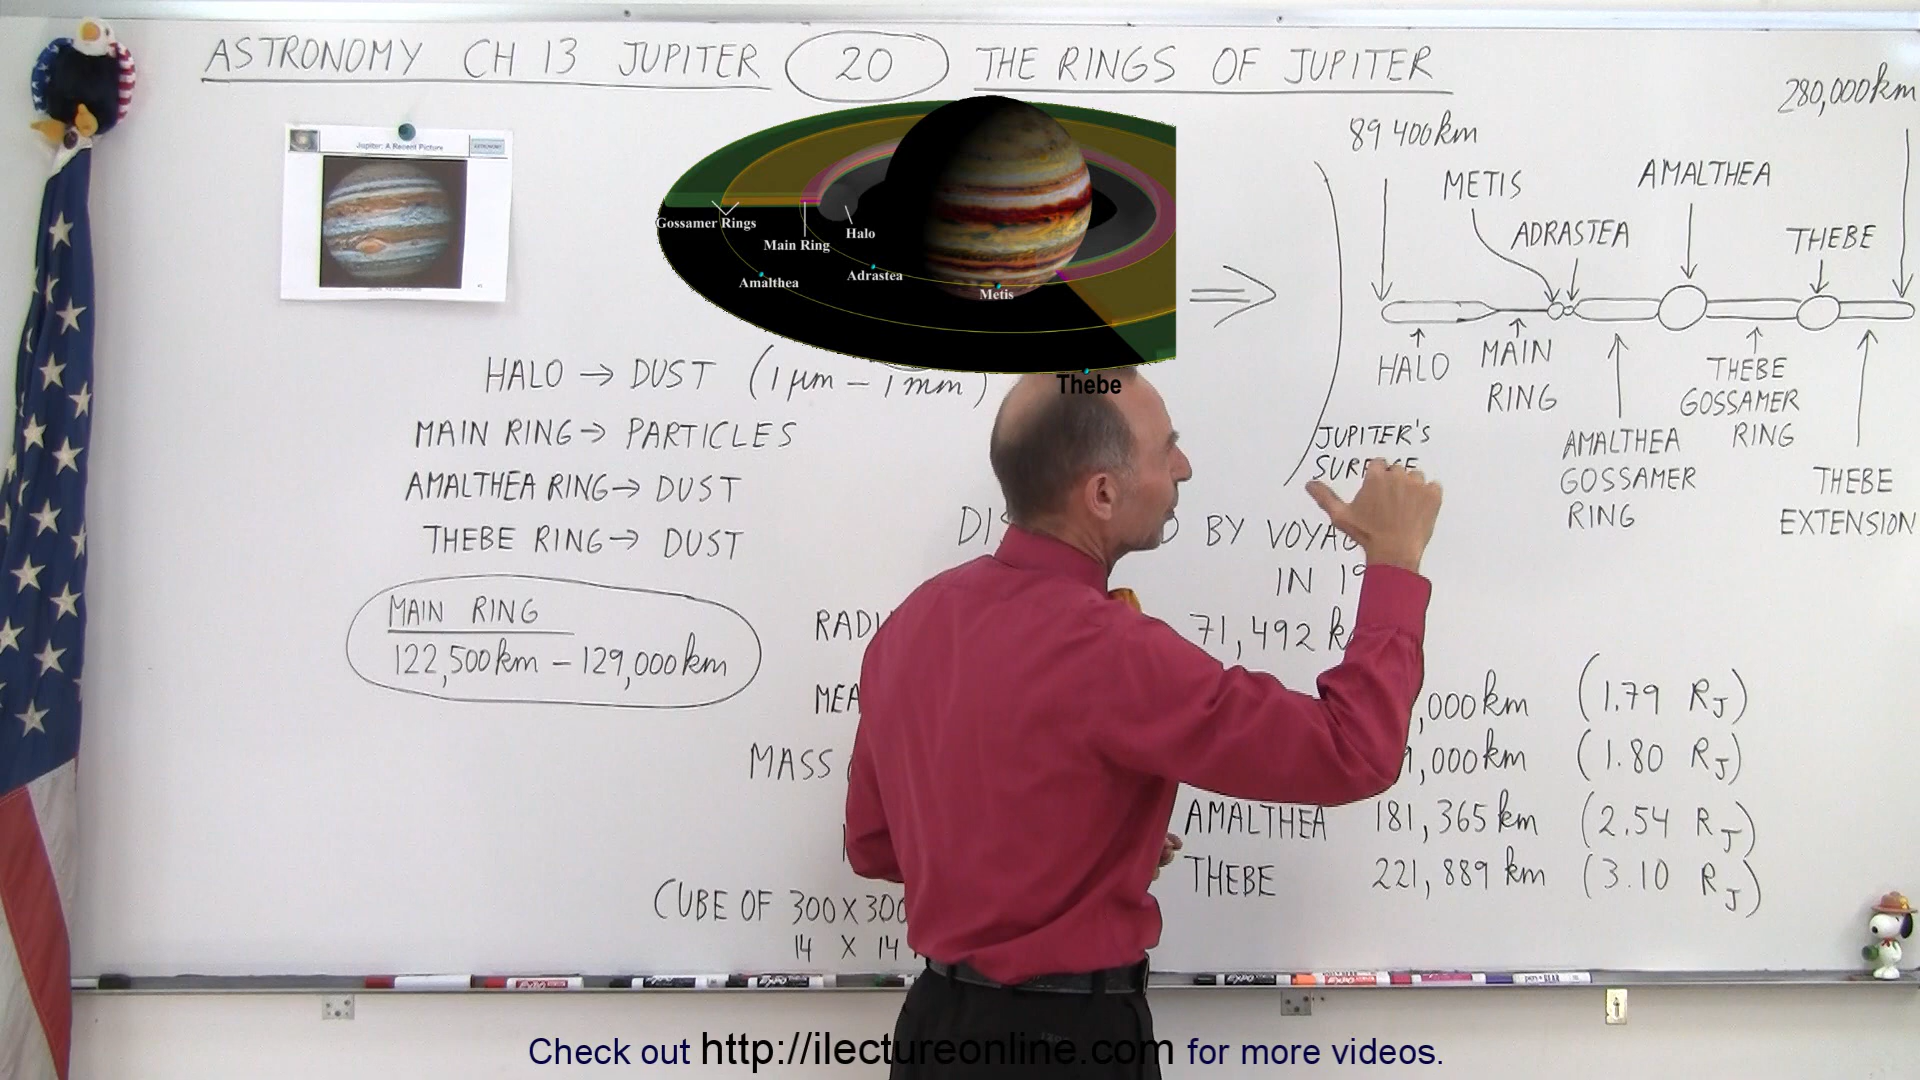 ASTRONOMY CH 13 JUPITER 20 THE RINGS OF JUPITER
280,000km
89 400km
METIS
AMALTHEA
ADRASTEA
THEBE
HALO
MAIN
RING
THEBE
GOSSAMER
RING
AMALTHEA
GOSSAMER
RING
THEBE
EXTENSION
JUPITER'S
Jupiter: A Recent Picture
ASTRONOMY
Gossamer Rings
Main Ring
Halo
Amalthea
Adrastea
Metis
Thebe
HALO → DUST (1 μm – 1 mm)
MAIN RING → PARTICLES
AMALTHEA RING → DUST
THEBE RING → DUST
MAIN RING
122,500km – 129,000km
BY
IN
71,492
MASS
,000km (1.79 RJ)
,000km (1.80 RJ)
AMALTHEA 181,365km (2.54 RJ)
THEBE 221,889 km (3.10 RJ)
CUBE OF 300 X 300
14 X 14
Check out http://ilectureonline.com for more videos.